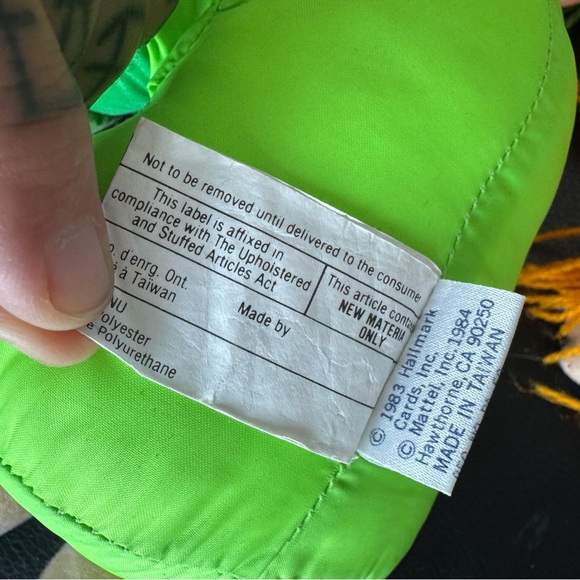 Not to be removed until delivered to the consumer
This label is affixed in
compliance with The Upholstered
and Stuffed Articles Act
This article conta
NEW MATERIA
ONLY
o. d'enrg. Ont.
à Taïwan
Made by
NU
Polyester
e Polyurethane
© 1983 Hallmark
Cards, Inc.
© Mattel, Inc. 1984
Hawthorne, CA 90250
MADE IN TAIWAN